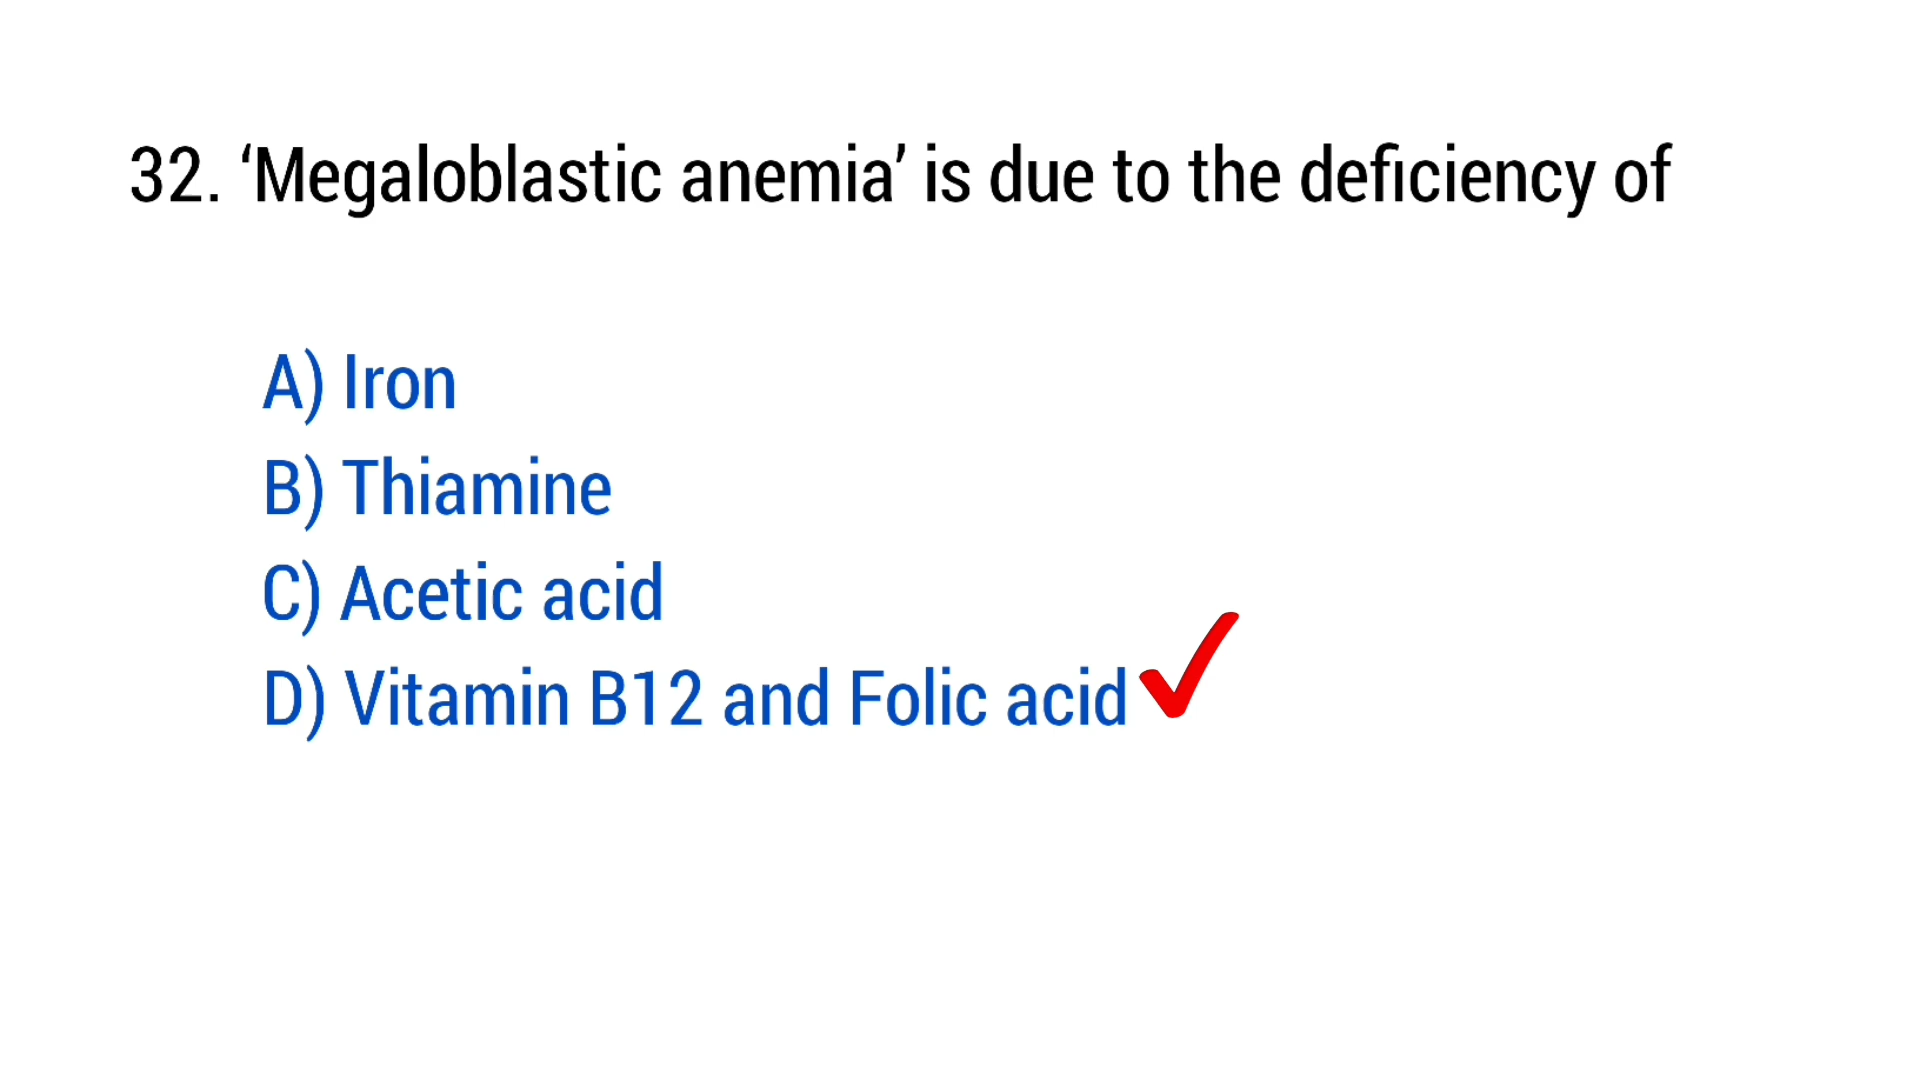 32. ‘Megaloblastic anemia’ is due to the deficiency of
A) Iron
B) Thiamine
C) Acetic acid
D) Vitamin B12 and Folic acid